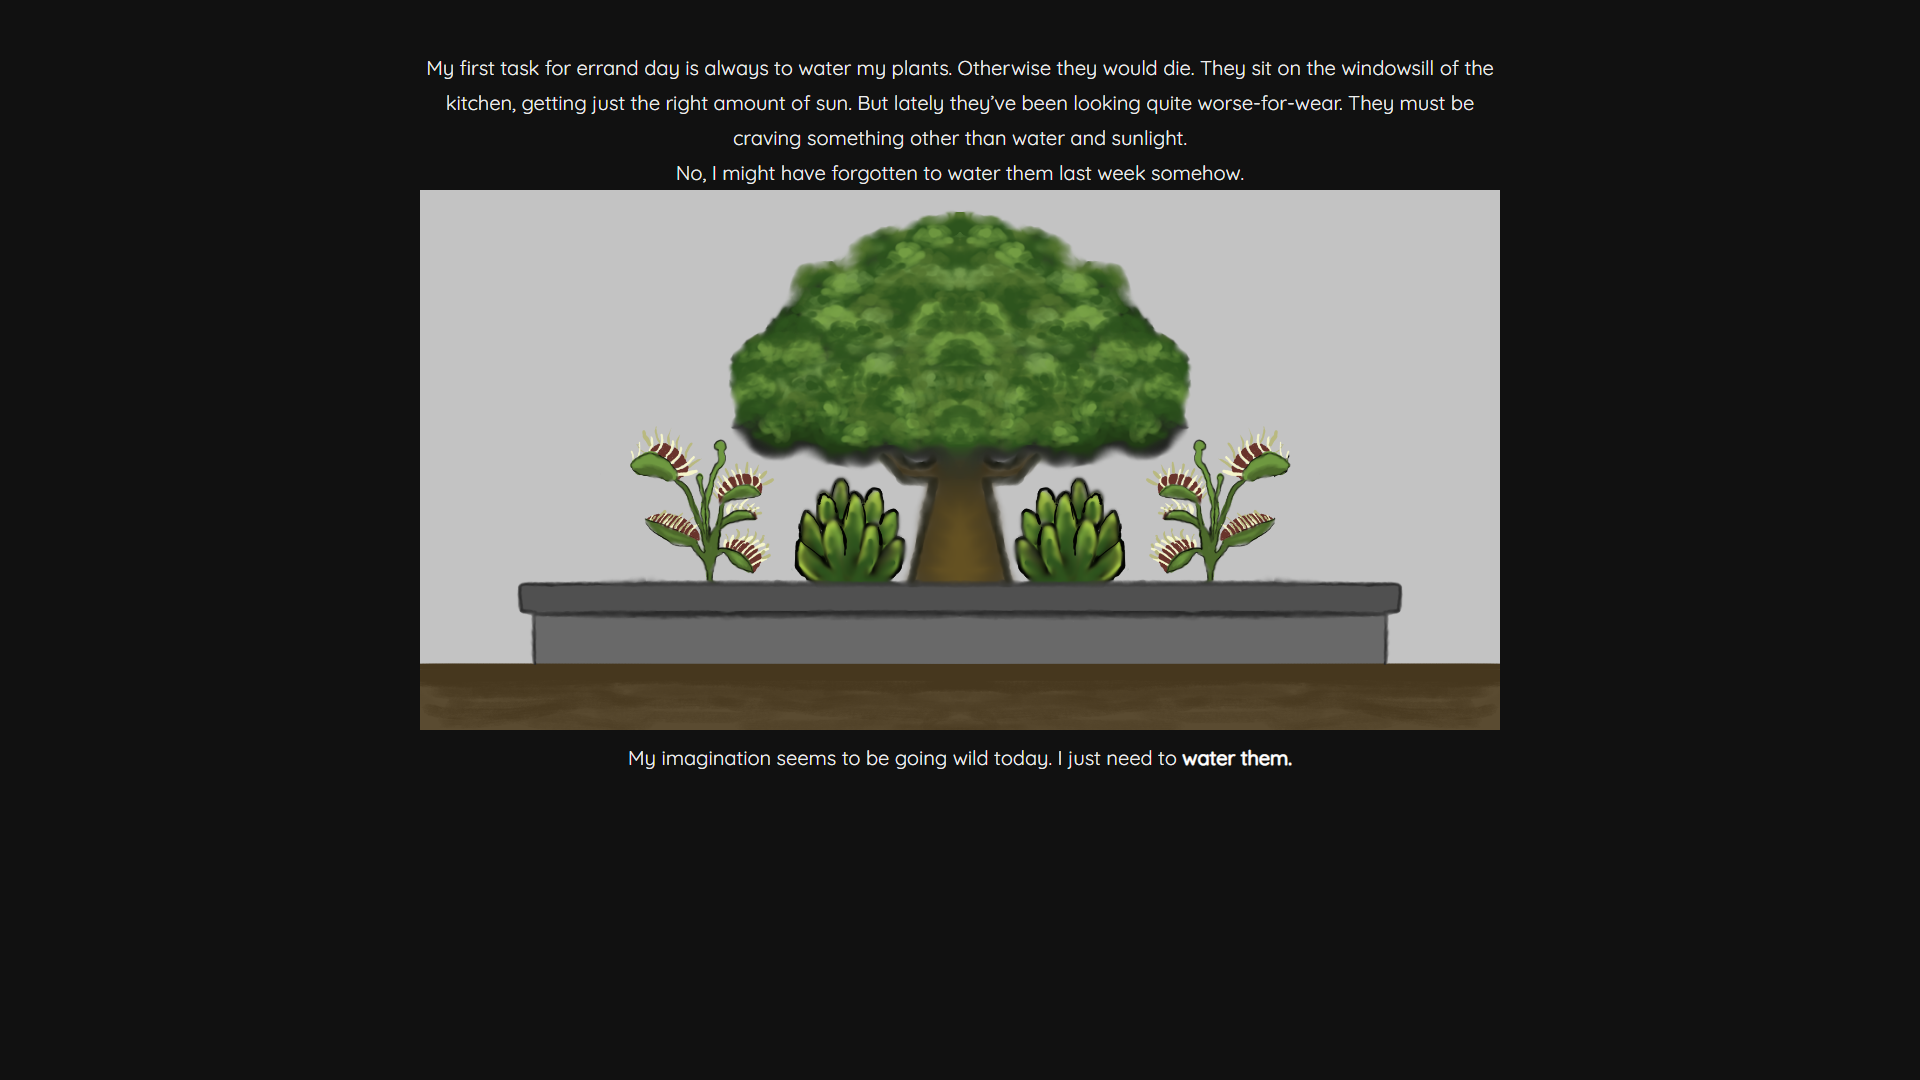 My first task for errand day is always to water my plants. Otherwise they would die. They sit on the windowsill of the
kitchen, getting just the right amount of sun. But lately they’ve been looking quite worse-for-wear. They must be
craving something other than water and sunlight.
No, I might have forgotten to water them last week somehow.
My imagination seems to be going wild today. I just need to water them.